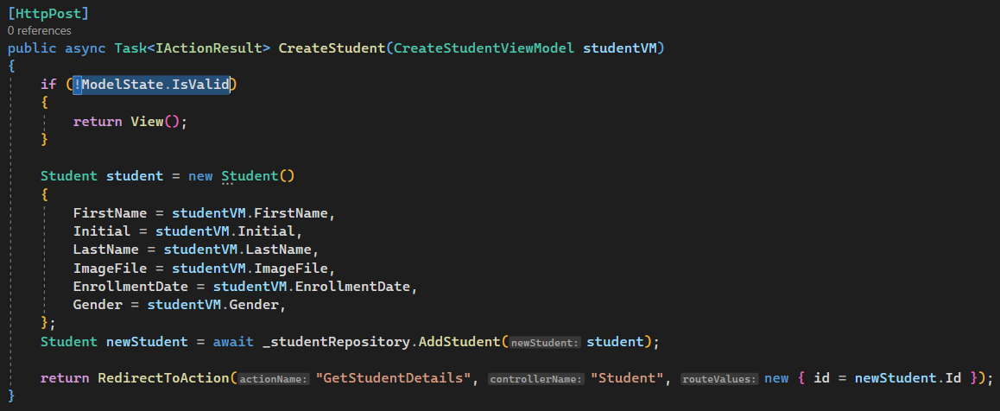 [HttpPost]
0 references
public async Task<IActionResult> CreateStudent(CreateStudentViewModel studentVM)
{
if (!ModelState.IsValid)
{
return View();
}
Student student = new Student()
{
FirstName = studentVM.FirstName,
Initial = studentVM.Initial,
LastName = studentVM.LastName,
ImageFile = studentVM.ImageFile,
EnrollmentDate = studentVM.EnrollmentDate,
Gender = studentVM.Gender,
};
Student newStudent = await _studentRepository.AddStudent(newStudent: student);
return RedirectToAction(actionName: "GetStudentDetails", controllerName: "Student", routeValues: new { id = newStudent.Id });
}